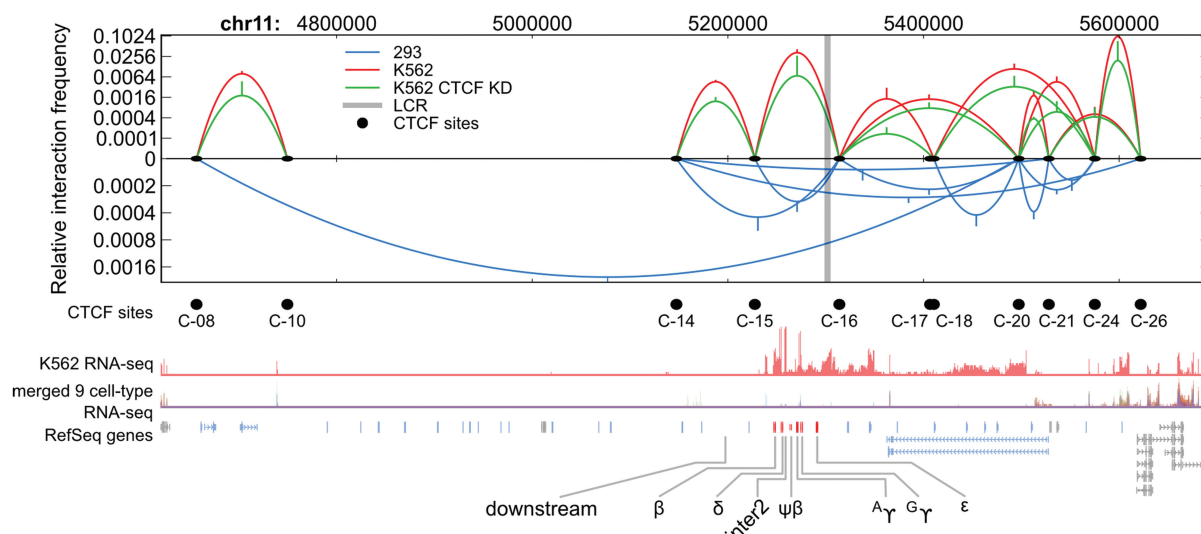 chr11: 4800000 5000000 5200000 5400000 5600000
Relative interaction frequency
0.1024
0.0256
0.0064
0.0016
0.0004
0.0001
0
0.0002
0.0004
0.0008
0.0016
293
K562
K562 CTCF KD
LCR
CTCF sites
CTCF sites
C-08 C-10 C-14 C-15 C-16 C-17 C-18 C-20 C-21 C-24 C-26
K562 RNA-seq
merged 9 cell-type
RNA-seq
RefSeq genes
downstream β δ inter2 ψβ Aγ Gγ ε